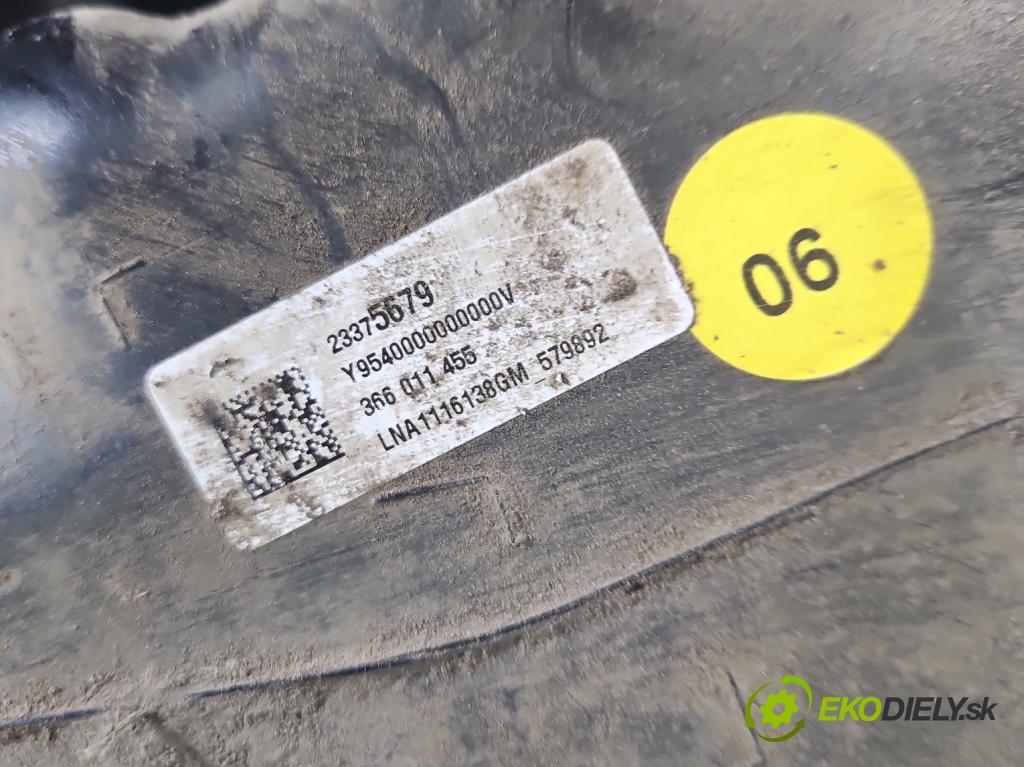 23375679
Y9540000000000V
366 011 455
LNA1116138GM 579892
06
EKODIELY.sk